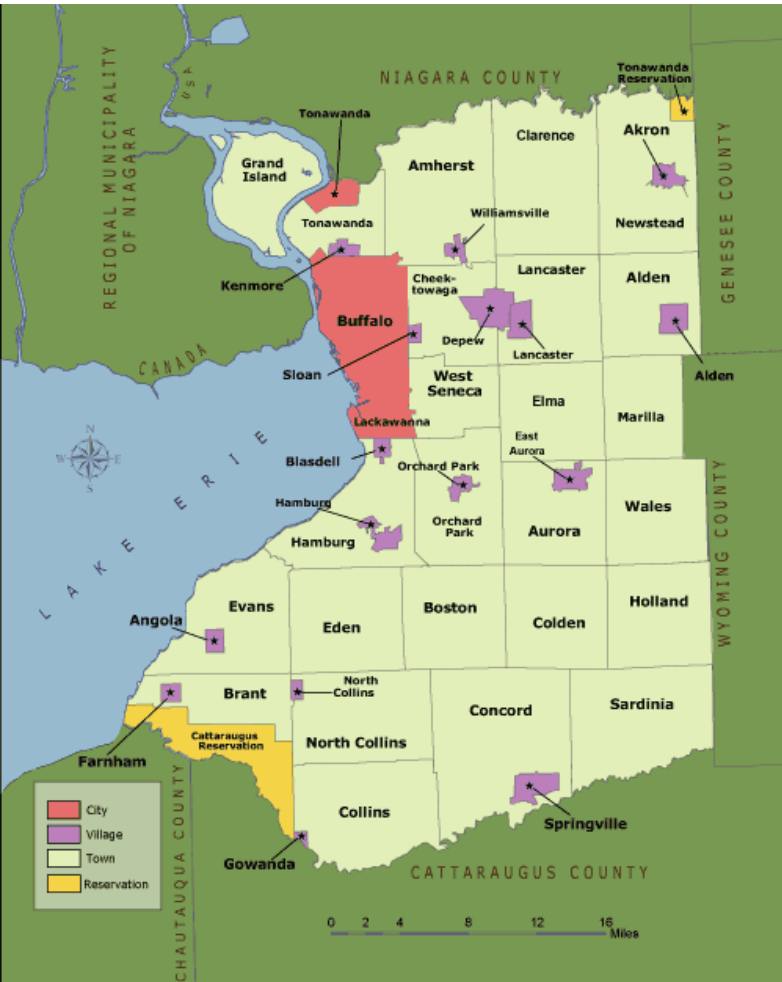 NIAGARA COUNTY
Tonawanda
Reservation
REGIONAL MUNICIPALITY
OF NIAGARA
USA
Tonawanda
Clarence
Akron
Grand
Island
Amherst
GENESEE COUNTY
Williamsville
Tonawanda
Newstead
Kenmore
Cheek-
towaga
Lancaster
Alden
Buffalo
Depew
Lancaster
CANADA
Sloan
West
Seneca
Alden
Elma
Marilla
Lackawanna
N
W
E
S
East
Aurora
Blasdell
Orchard Park
Hamburg
LAKE ERIE
Orchard
Park
Aurora
Wales
Hamburg
WYOMING COUNTY
Evans
Boston
Holland
Angola
Eden
Colden
North
Collins
Brant
Concord
Sardinia
Cattaraugus
Reservation
North Collins
Farnham
City
Village
Town
Reservation
CHAUTAUQUA COUNTY
Collins
Springville
Gowanda
CATTARAUGUS COUNTY
0 2 4 8 12 16
Miles